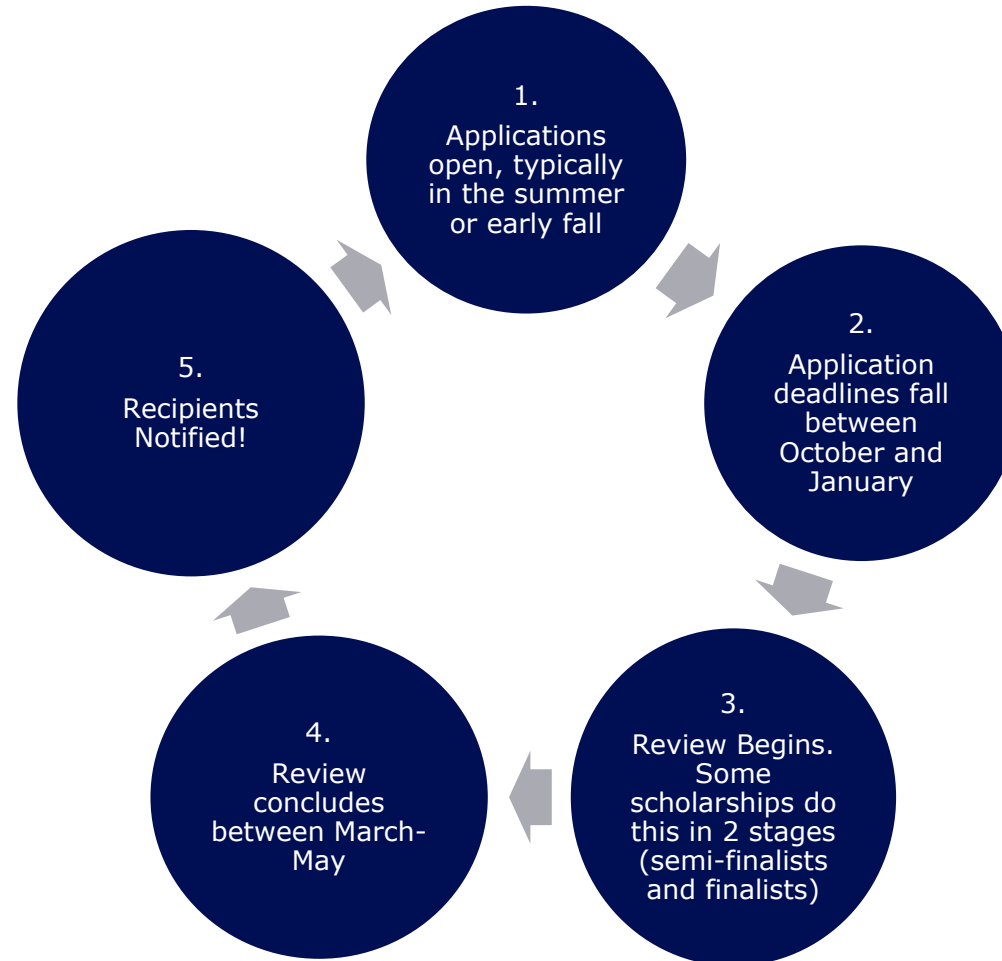 1.
Applications
open, typically
in the summer
or early fall
2.
Application
deadlines fall
between
October and
January
3.
Review Begins.
Some
scholarships do
this in 2 stages
(semi-finalists
and finalists)
4.
Review
concludes
between March-
May
5.
Recipients
Notified!